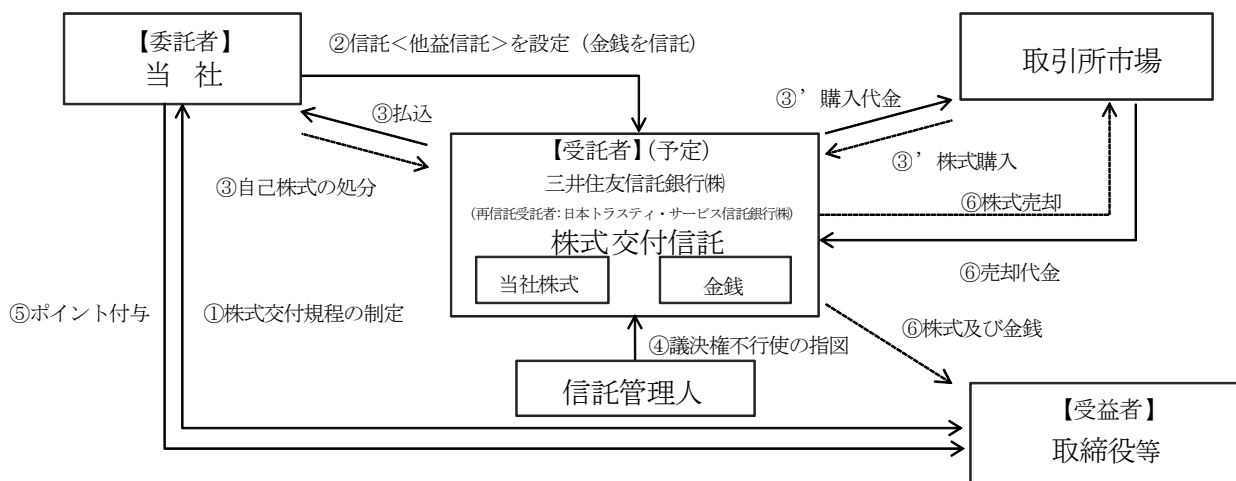 【委託者】
当 社
②信託<他益信託>を設定（金銭を信託）
取引所市場
③’購入代金
③払込
【受託者】(予定)
三井住友信託銀行㈱
③’株式購入
③自己株式の処分
(再信託受託者:日本トラスティ・サービス信託銀行㈱)
⑥株式売却
株式交付信託
当社株式
金銭
⑥売却代金
⑤ポイント付与
①株式交付規程の制定
⑥株式及び金銭
④議決権不行使の指図
信託管理人
【受益者】
取締役等